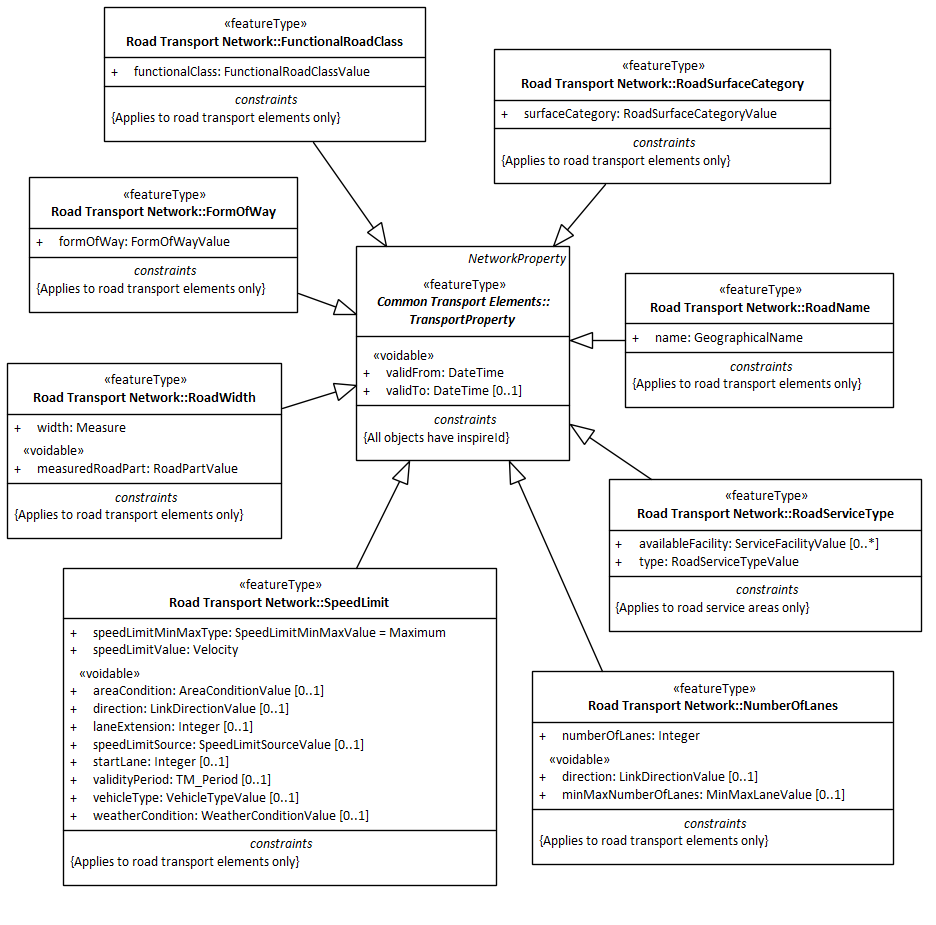 «featureType»
Road Transport Network::FunctionalRoadClass
+ functionalClass: FunctionalRoadClassValue
constraints
{Applies to road transport elements only}
«featureType»
Road Transport Network::RoadSurfaceCategory
+ surfaceCategory: RoadSurfaceCategoryValue
constraints
{Applies to road transport elements only}
«featureType»
Road Transport Network::FormOfWay
+ formOfWay: FormOfWayValue
constraints
{Applies to road transport elements only}
NetworkProperty
«featureType»
Common Transport Elements::
TransportProperty
«voidable»
+ validFrom: DateTime
+ validTo: DateTime [0..1]
constraints
{All objects have inspireId}
«featureType»
Road Transport Network::RoadName
+ name: GeographicalName
constraints
{Applies to road transport elements only}
«featureType»
Road Transport Network::RoadWidth
+ width: Measure
«voidable»
+ measuredRoadPart: RoadPartValue
constraints
{Applies to road transport elements only}
«featureType»
Road Transport Network::RoadServiceType
+ availableFacility: ServiceFacilityValue [0..*]
+ type: RoadServiceTypeValue
constraints
{Applies to road service areas only}
«featureType»
Road Transport Network::SpeedLimit
+ speedLimitMinMaxType: SpeedLimitMinMaxValue = Maximum
+ speedLimitValue: Velocity
«voidable»
+ areaCondition: AreaConditionValue [0..1]
+ direction: LinkDirectionValue [0..1]
+ laneExtension: Integer [0..1]
+ speedLimitSource: SpeedLimitSourceValue [0..1]
+ startLane: Integer [0..1]
+ validityPeriod: TM_Period [0..1]
+ vehicleType: VehicleTypeValue [0..1]
+ weatherCondition: WeatherConditionValue [0..1]
constraints
{Applies to road transport elements only}
«featureType»
Road Transport Network::NumberOfLanes
+ numberOfLanes: Integer
«voidable»
+ direction: LinkDirectionValue [0..1]
+ minMaxNumberOfLanes: MinMaxLaneValue [0..1]
constraints
{Applies to road transport elements only}